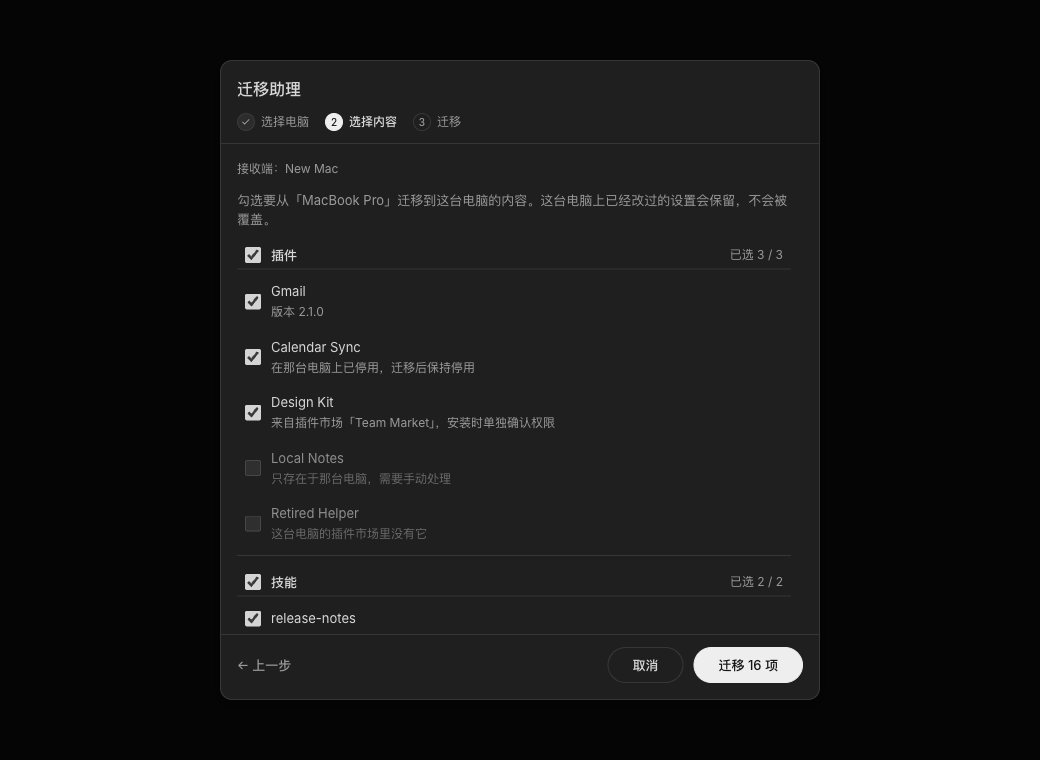 迁移助理
选择电脑 2 选择内容 3 迁移
接收端：New Mac
勾选要从「MacBook Pro」迁移到这台电脑的内容。这台电脑上已经改过的设置会保留，不会被
覆盖。
插件 已选 3 / 3
Gmail
版本 2.1.0
Calendar Sync
在那台电脑上已停用，迁移后保持停用
Design Kit
来自插件市场「Team Market」，安装时单独确认权限
Local Notes
只存在于那台电脑，需要手动处理
Retired Helper
这台电脑的插件市场里没有它
技能 已选 2 / 2
release-notes
← 上一步 取消 迁移 16 项